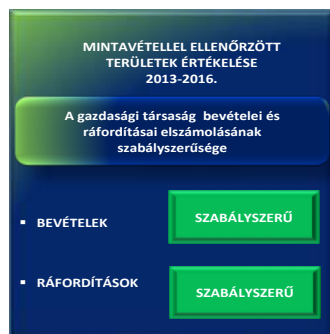 MINTAVÉTELLEL ELLENŐRZÖTT
TERÜLETEK ÉRTÉKELÉSE
2013-2016.
A gazdasági társaság bevételei és
ráfordításai elszámolásának
szabályszerűsége
▪ BEVÉTELEK
SZABÁLYSZERŰ
▪ RÁFORDÍTÁSOK
SZABÁLYSZERŰ